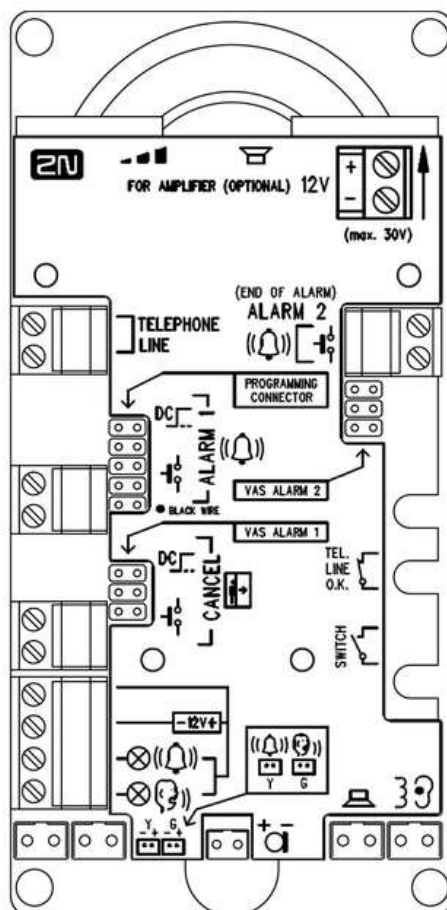 2N
FOR AMPLIFIER (OPTIONAL) 12V
+
-
(max. 30V)
(END OF ALARM)
ALARM 2
TELEPHONE
LINE
PROGRAMMING
CONNECTOR
DC
ALARM 1
VAS ALARM 2
BLACK WIRE
VAS ALARM 1
DC
CANCEL
TEL.
LINE
O.K.
SWITCH
-12V+
Y G
Y G
- + - +
+ -